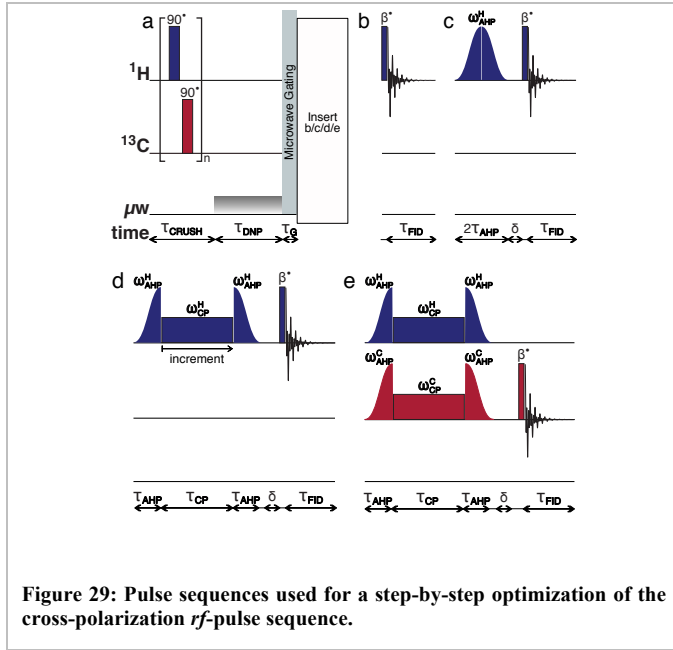 a
90°
90°
¹H
¹³C
n
Microwave Gating
Insert
b/c/d/e
μw
time
τCRUSH
τDNP
τG
b
β°
τFID
c
ωᴴAHP
β°
2τAHP
δ
τFID
d
ωᴴAHP
ωᴴCP
ωᴴAHP
β°
increment
τAHP
τCP
τAHP
δ
τFID
e
ωᴴAHP
ωᴴCP
ωᴴAHP
ωᶜAHP
ωᶜCP
ωᶜAHP
β°
τAHP
τCP
τAHP
δ
τFID
Figure 29: Pulse sequences used for a step-by-step optimization of the
cross-polarization rf-pulse sequence.